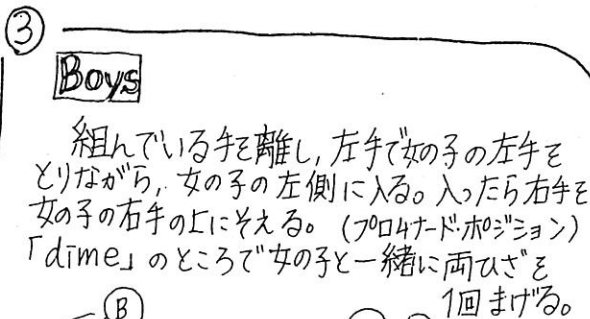 ③
Boys
組んでいる手を離し,左手で女の子の左手を
とりながら,女の子の左側に入る。入ったら右手を
女の子の右手の上にそえる。(プロムナード・ポジション)
「dime」のところで女の子と一緒に両ひざを
1回まげる。
B